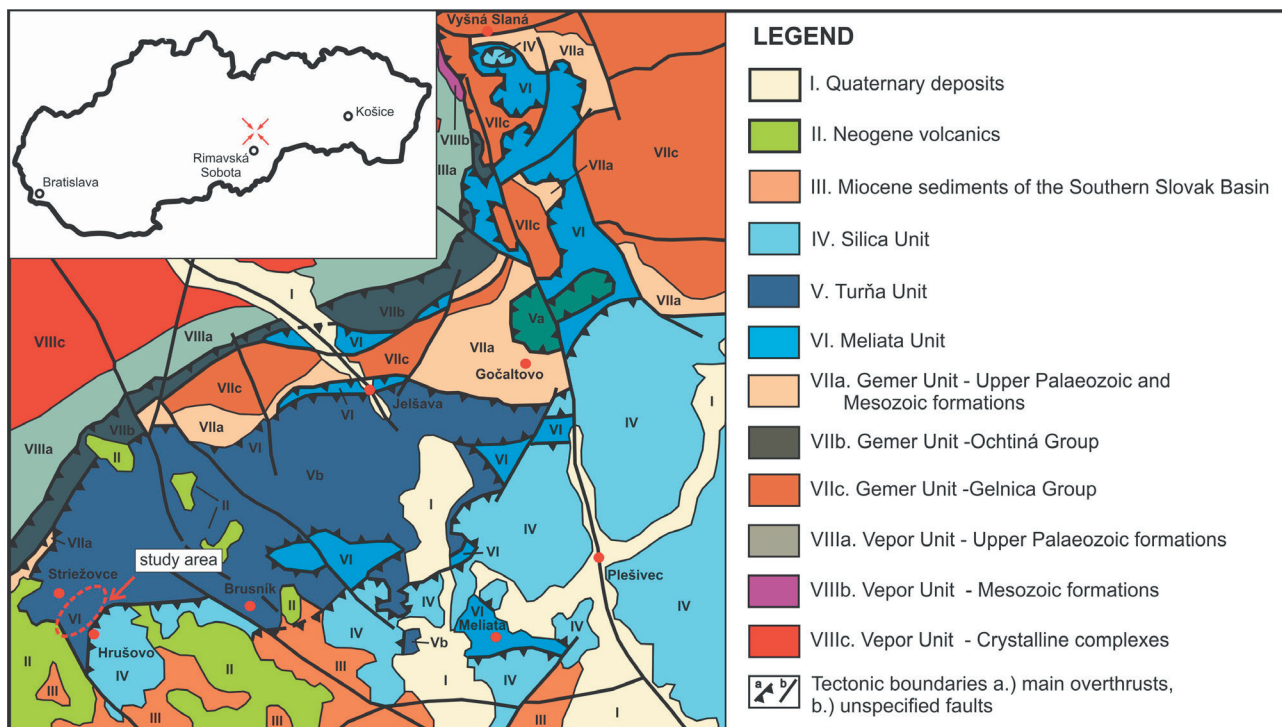 Bratislava
Rimavská
Sobota
Košice
Vyšná Slaná
IV
VIIa
VI
VIIc
VIIIb
VIIc
IIIa
VIIa
VIIc
VI
I
VIIb
VIIa
Va
VIIIc
VIIIa
VI
VIIc
VIIa
Gočaltovo
VIIc
VI
Jelšava
I
VIIb
VIIa
VI
IV
VI
VIIIa
II
Vb
VI
II
I
IV
VIIa
study area
VI
VI
Plešivec
Striežovce
Brusník
II
IV
VI
IV
VI
Meliata
IV
Hrušovo
IV
Vb
II
II
IV
III
I
IV
III
III
III
III
I
LEGEND
I. Quaternary deposits
II. Neogene volcanics
III. Miocene sediments of the Southern Slovak Basin
IV. Silica Unit
V. Turňa Unit
VI. Meliata Unit
VIIa. Gemer Unit - Upper Palaeozoic and
Mesozoic formations
VIIb. Gemer Unit -Ochtiná Group
VIIc. Gemer Unit -Gelnica Group
VIIIa. Vepor Unit - Upper Palaeozoic formations
VIIIb. Vepor Unit - Mesozoic formations
VIIIc. Vepor Unit - Crystalline complexes
a b
Tectonic boundaries a.) main overthrusts,
b.) unspecified faults